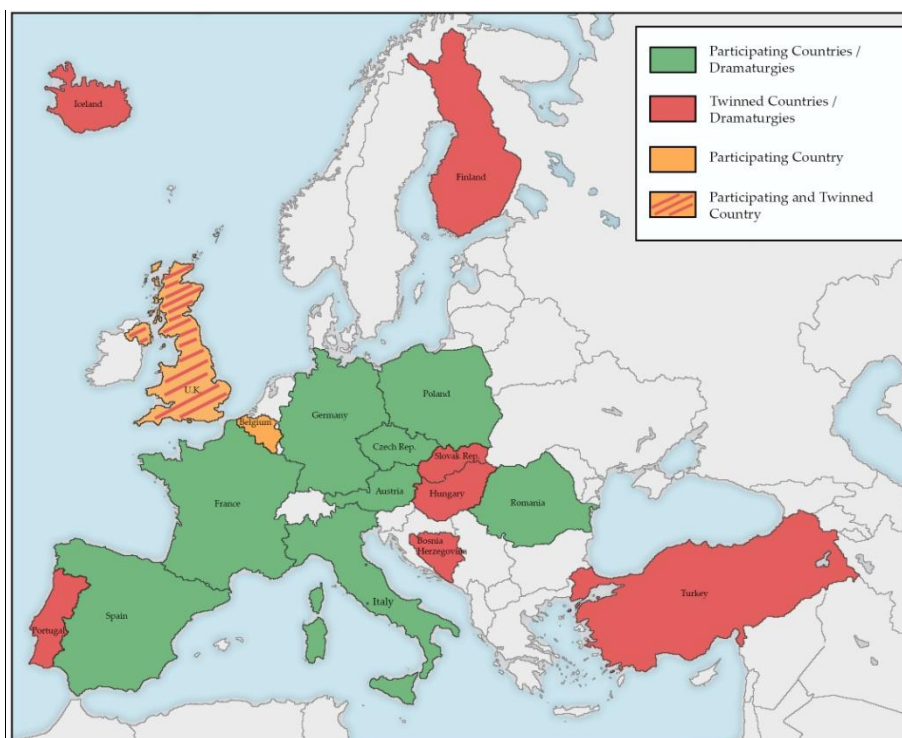 Participating Countries /
Dramaturgies
Twinned Countries /
Dramaturgies
Participating Country
Participating and Twinned
Country
Iceland
Finland
U.K
Belgium
Germany
Poland
Czech Rep.
Slovak Rep.
Austria
Hungary
France
Romania
Bosnia
Herzegovina
Italy
Turkey
Spain
Portugal